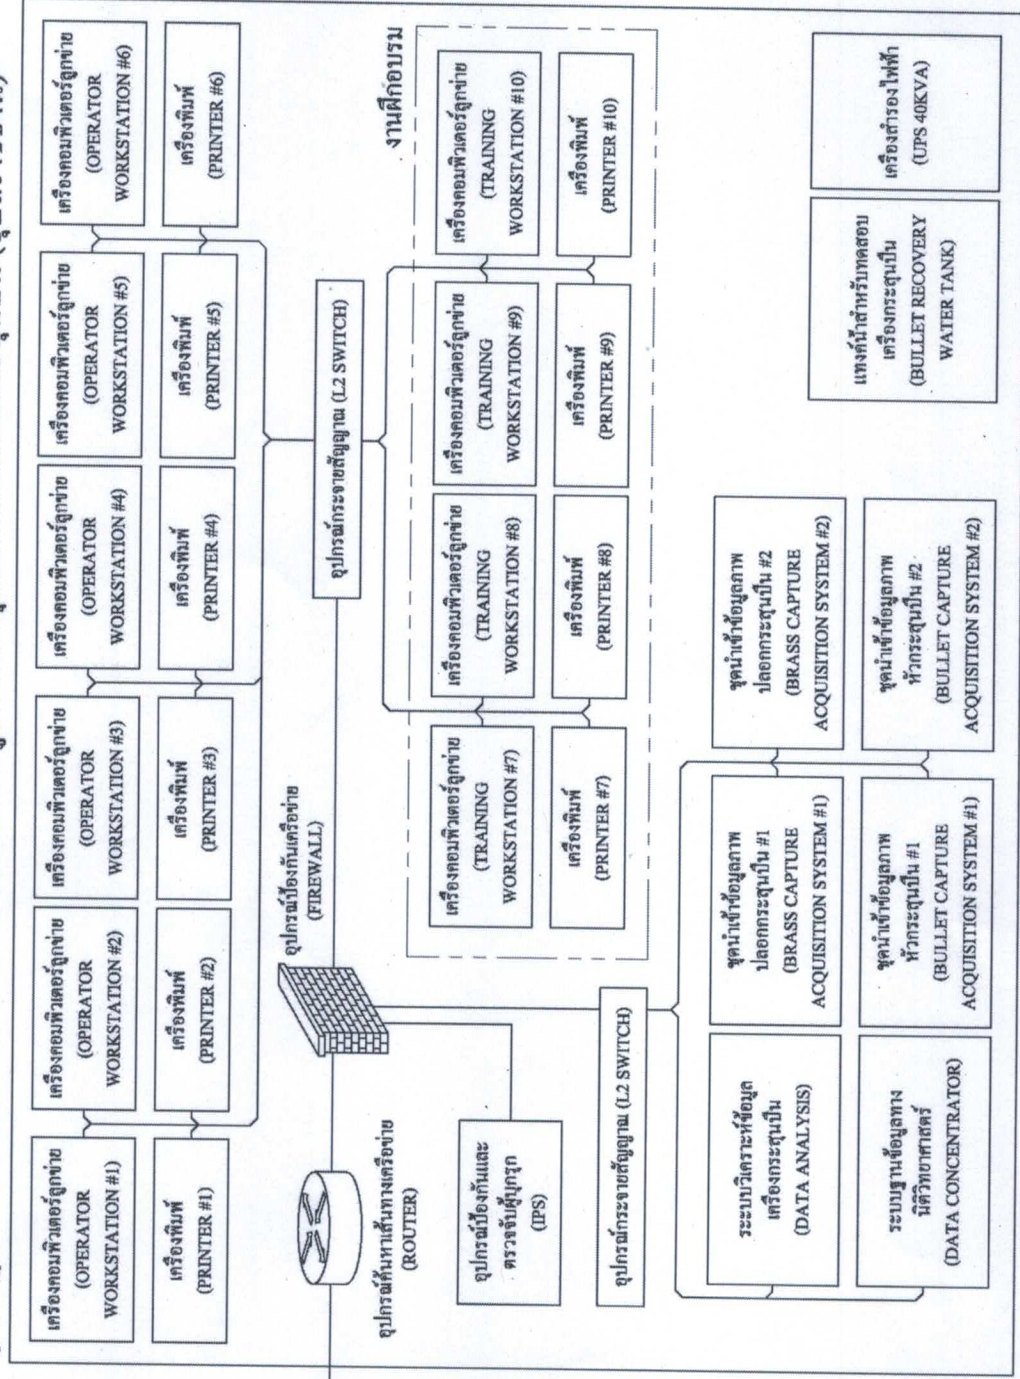 เครื่องคอมพิวเตอร์ลูกข่าย
(OPERATOR
WORKSTATION #1)
เครื่องคอมพิวเตอร์ลูกข่าย
(OPERATOR
WORKSTATION #2)
เครื่องคอมพิวเตอร์ลูกข่าย
(OPERATOR
WORKSTATION #3)
เครื่องคอมพิวเตอร์ลูกข่าย
(OPERATOR
WORKSTATION #4)
เครื่องคอมพิวเตอร์ลูกข่าย
(OPERATOR
WORKSTATION #5)
เครื่องคอมพิวเตอร์ลูกข่าย
(OPERATOR
WORKSTATION #6)
เครื่องพิมพ์
(PRINTER #1)
เครื่องพิมพ์
(PRINTER #2)
เครื่องพิมพ์
(PRINTER #3)
เครื่องพิมพ์
(PRINTER #4)
เครื่องพิมพ์
(PRINTER #5)
เครื่องพิมพ์
(PRINTER #6)
อุปกรณ์ค้นหาเส้นทางเครือข่าย
(ROUTER)
อุปกรณ์ป้องกันเครือข่าย
(FIREWALL)
อุปกรณ์กระจายสัญญาณ (L2 SWITCH)
งานฝึกอบรม
เครื่องคอมพิวเตอร์ลูกข่าย
(TRAINING
WORKSTATION #7)
เครื่องคอมพิวเตอร์ลูกข่าย
(TRAINING
WORKSTATION #8)
เครื่องคอมพิวเตอร์ลูกข่าย
(TRAINING
WORKSTATION #9)
เครื่องคอมพิวเตอร์ลูกข่าย
(TRAINING
WORKSTATION #10)
เครื่องพิมพ์
(PRINTER #7)
เครื่องพิมพ์
(PRINTER #8)
เครื่องพิมพ์
(PRINTER #9)
เครื่องพิมพ์
(PRINTER #10)
อุปกรณ์ป้องกันและ
ตรวจจับผู้บุกรุก
(IPS)
อุปกรณ์กระจายสัญญาณ (L2 SWITCH)
ระะบบวิเคราะห์ข้อมูล
เครื่องกระสุนปืน
(DATA ANALYSIS)
ชุดนำเข้าข้อมูลภาพ
ปลอกกระสุนปืน #1
(BRASS CAPTURE
ACQUISITION SYSTEM #1)
ชุดนำเข้าข้อมูลภาพ
ปลอกกระสุนปืน #2
(BRASS CAPTURE
ACQUISITION SYSTEM #2)
ระบบฐานข้อมูลทาง
นิติวิทยาศาสตร์
(DATA CONCENTRATOR)
ชุดนำเข้าข้อมูลภาพ
หัวกระสุนปืน #1
(BULLET CAPTURE
ACQUISITION SYSTEM #1)
ชุดนำเข้าข้อมูลภาพ
หัวกระสุนปืน #2
(BULLET CAPTURE
ACQUISITION SYSTEM #2)
แทงค์น้ำสำหรับทดสอบ
เครื่องกระสุนปืน
(BULLET RECOVERY
WATER TANK)
เครื่องสำรองไฟฟ้า
(UPS 40KVA)